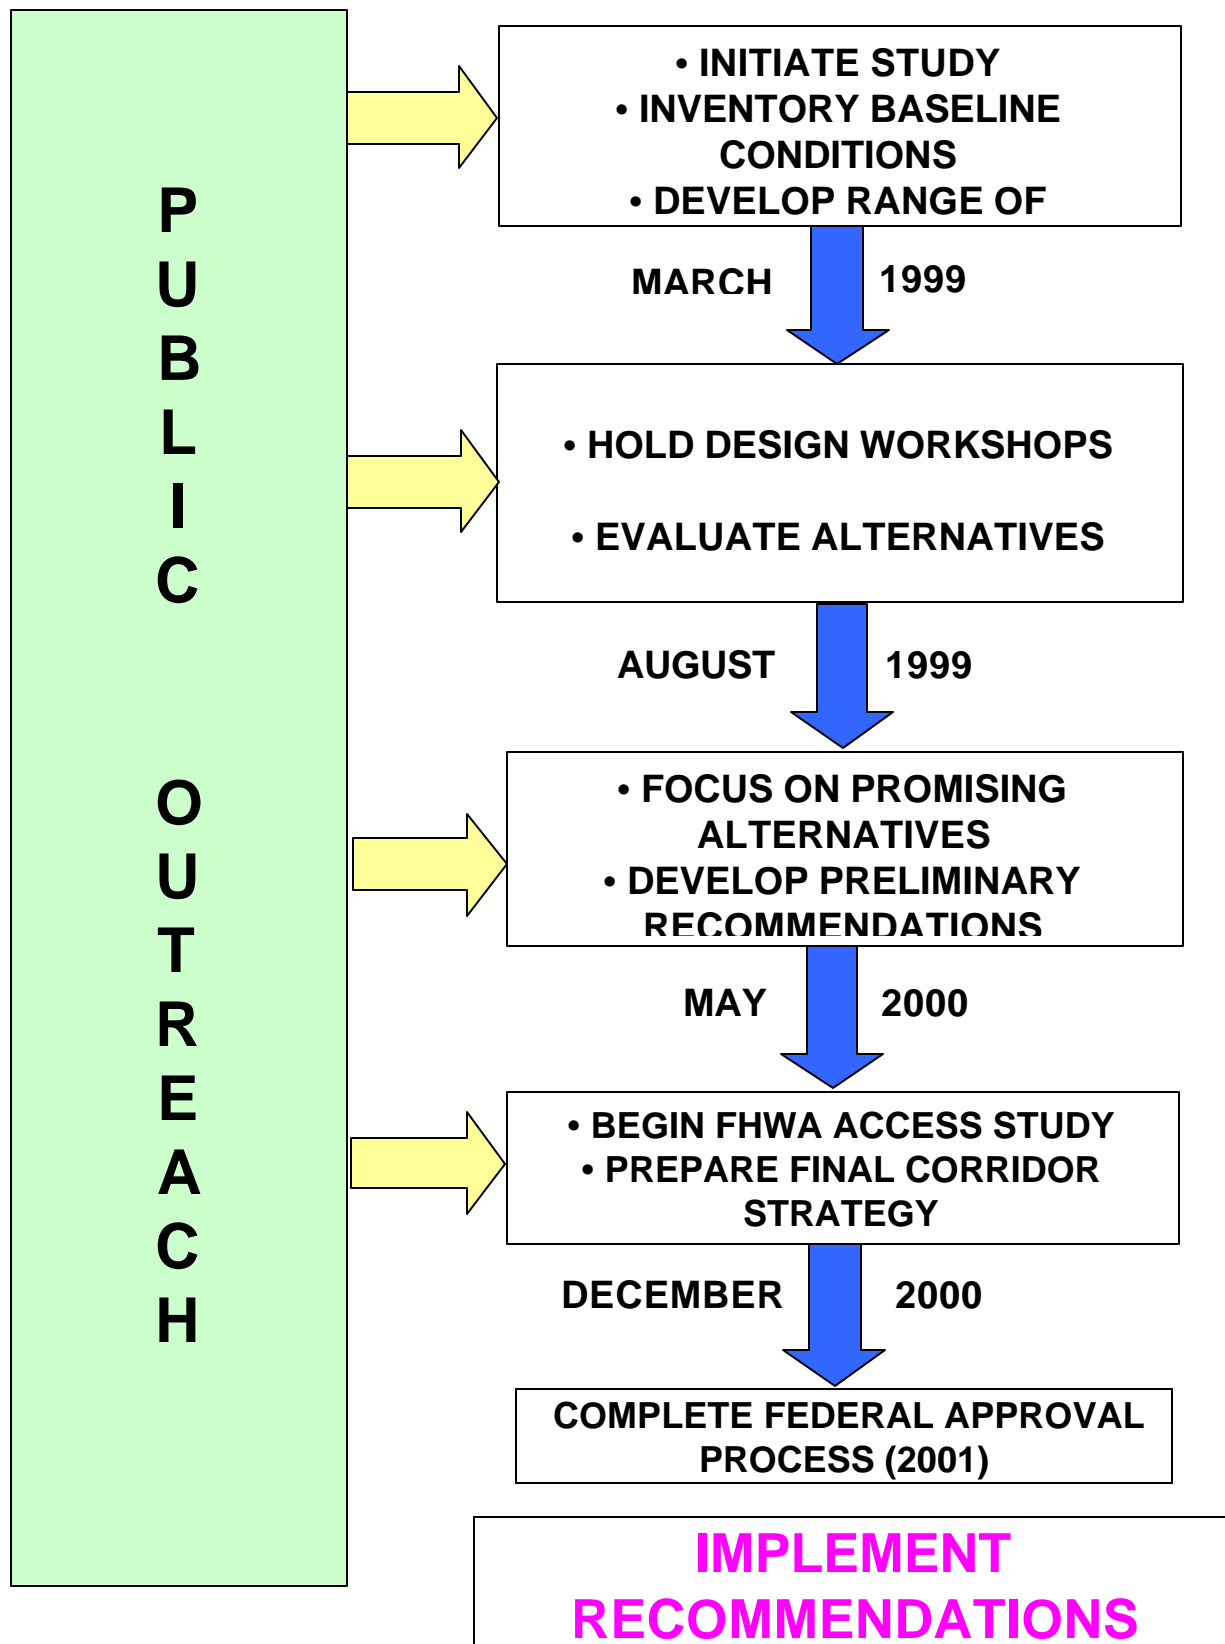 PUBLIC
OUTREACH
• INITIATE STUDY
• INVENTORY BASELINE
CONDITIONS
• DEVELOP RANGE OF
MARCH 1999
• HOLD DESIGN WORKSHOPS
• EVALUATE ALTERNATIVES
AUGUST 1999
• FOCUS ON PROMISING
ALTERNATIVES
• DEVELOP PRELIMINARY
RECOMMENDATIONS
MAY 2000
• BEGIN FHWA ACCESS STUDY
• PREPARE FINAL CORRIDOR
STRATEGY
DECEMBER 2000
COMPLETE FEDERAL APPROVAL
PROCESS (2001)
IMPLEMENT
RECOMMENDATIONS